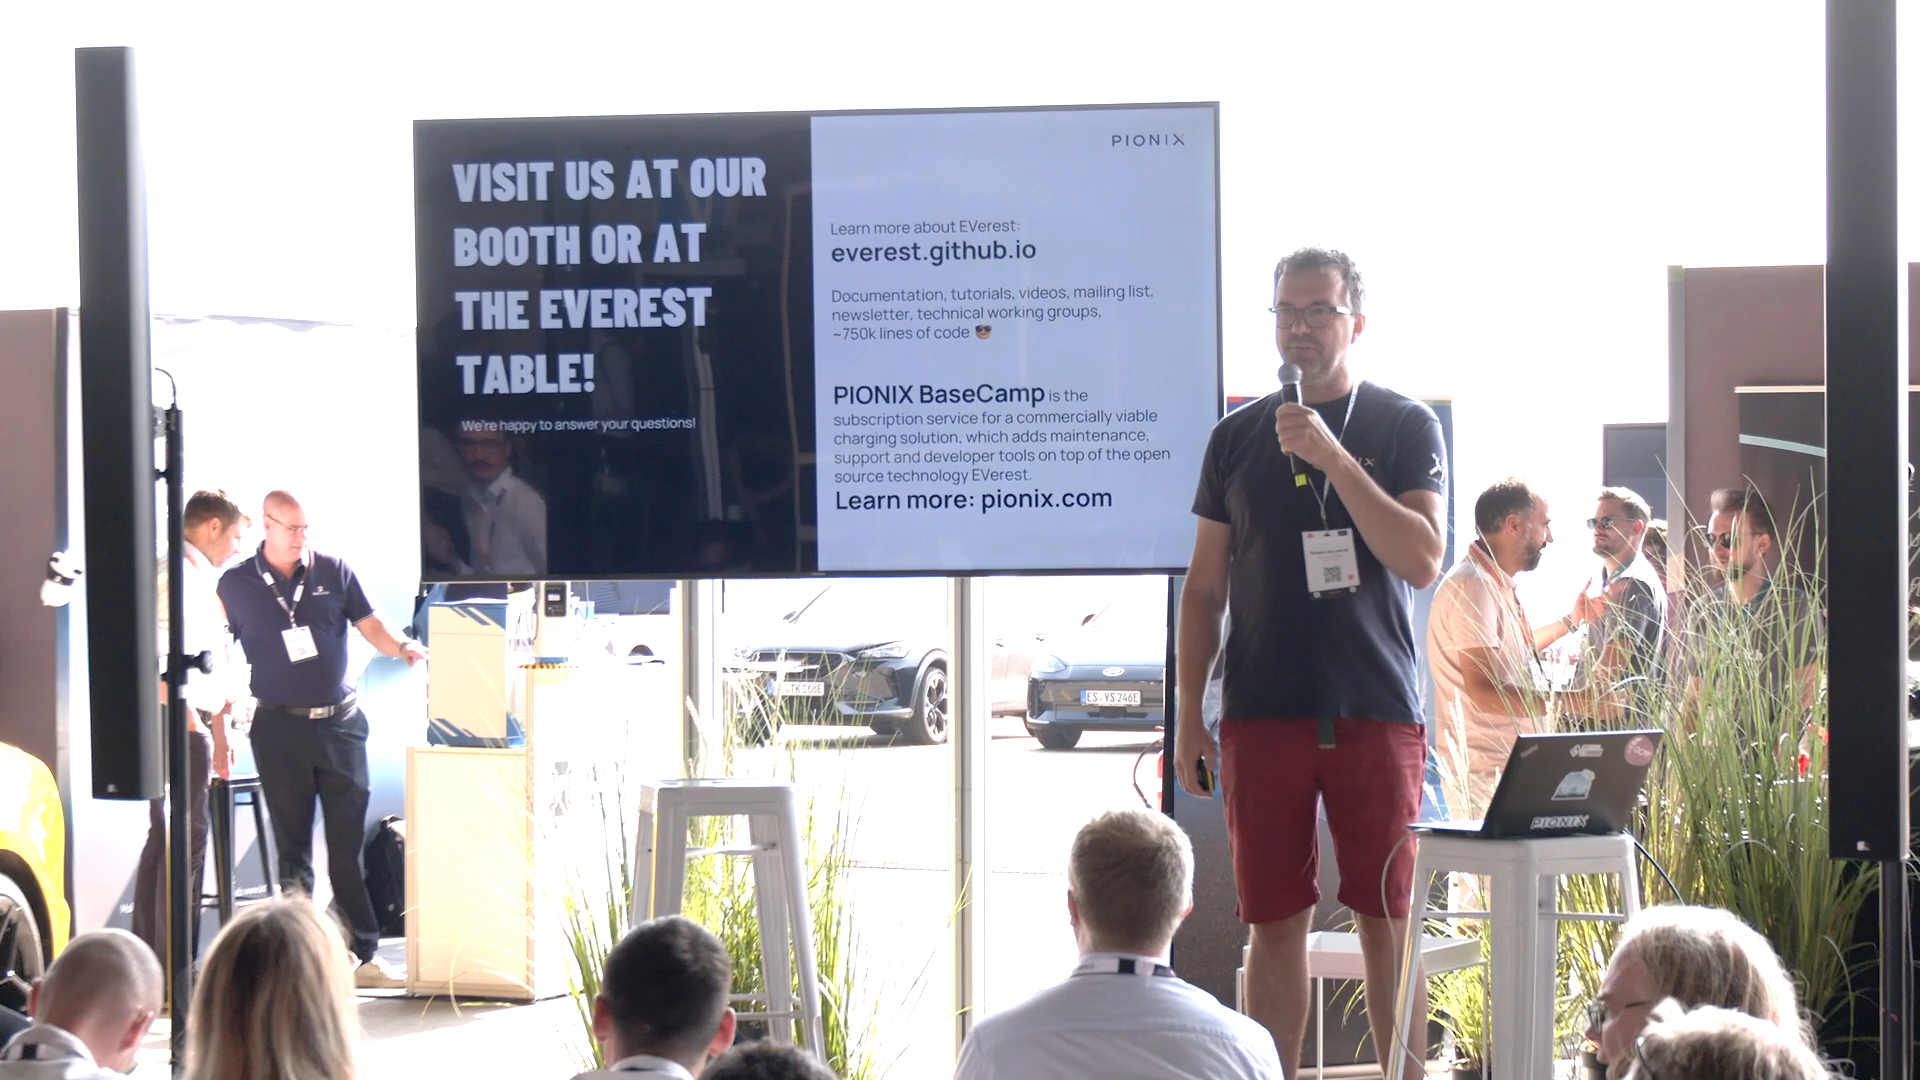 VISIT US AT OUR
BOOTH OR AT
THE EVEREST
TABLE!
We're happy to answer your questions!
PIONIX
Learn more about EVerest:
everest.github.io
Documentation, tutorials, videos, mailing list,
newsletter, technical working groups,
~750k lines of code 😎
PIONIX BaseCamp is the
subscription service for a commercially viable
charging solution, which adds maintenance,
support and developer tools on top of the open
source technology EVerest.
Learn more: pionix.com
ES YS 246E
PIONIX